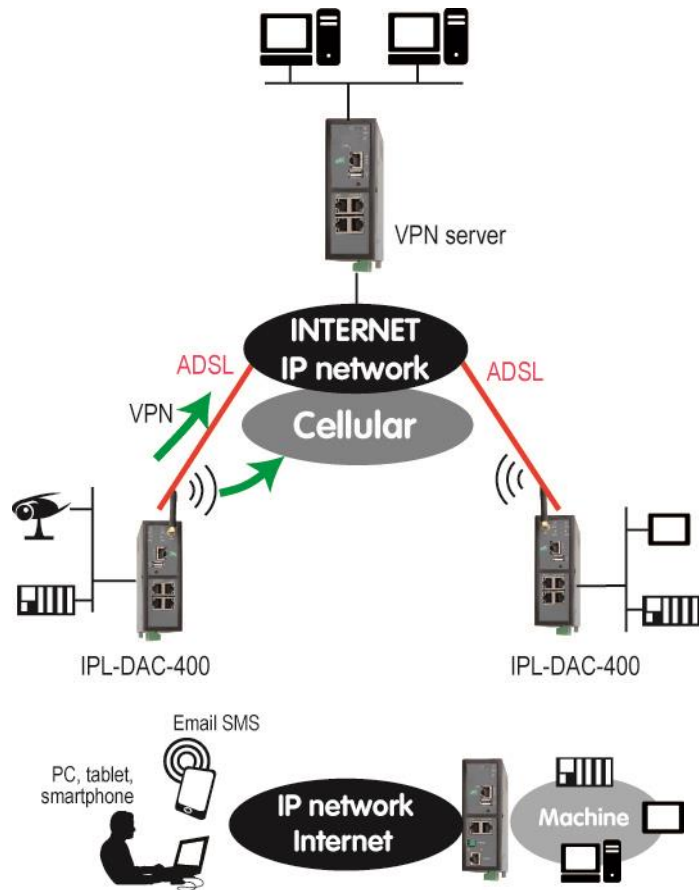 VPN server
INTERNET
IP network
ADSL
ADSL
VPN
Cellular
IPL-DAC-400
IPL-DAC-400
Email SMS
PC, tablet,
smartphone
IP network
Internet
Machine